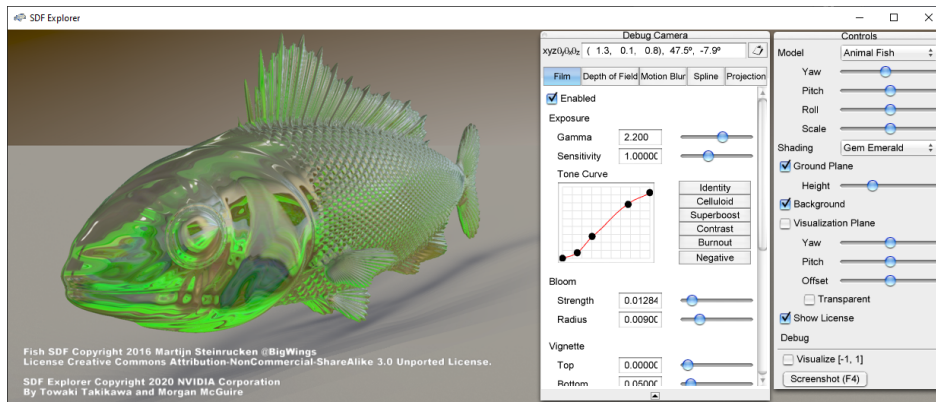 SDF Explorer
Fish SDF Copyright 2016 Martijn Steinrucken @BigWings
License Creative Commons Attribution-NonCommercial-ShareAlike 3.0 Unported License.
SDF Explorer Copyright 2020 NVIDIA Corporation
By Towaki Takikawa and Morgan McGuire
Debug Camera
( 1.3, 0.1, 0.8), 47.5º, -7.9º
Film Depth of Field Motion Blur Spline Projection
Enabled
Exposure
Gamma 2.200
Sensitivity 1.0000
Tone Curve
Identity
Celluloid
Superboost
Contrast
Burnout
Negative
Bloom
Strength 0.01284
Radius 0.0090
Vignette
Top 0.0000
Bottom 0.0500
Controls
Model Animal Fish
Yaw
Pitch
Roll
Scale
Shading Gem Emerald
Ground Plane
Height
Background
Visualization Plane
Yaw
Pitch
Offset
Transparent
Show License
Debug
Visualize [-1, 1]
Screenshot (F4)